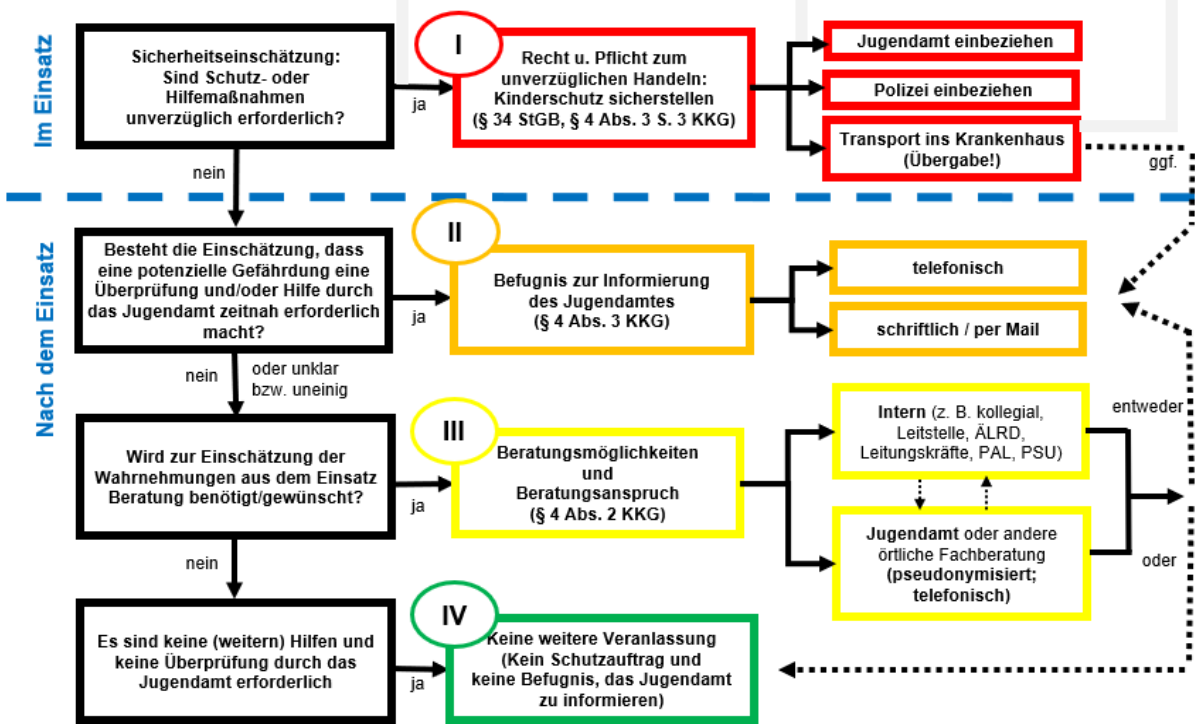 Im Einsatz
Sicherheitseinschätzung:
Sind Schutz- oder
Hilfemaßnahmen
unverzüglich erforderlich?
ja
nein
I
Recht u. Pflicht zum
unverzüglichen Handeln:
Kinderschutz sicherstellen
(§ 34 StGB, § 4 Abs. 3 S. 3 KKG)
Jugendamt einbeziehen
Polizei einbeziehen
Transport ins Krankenhaus
(Übergabe!)
ggf.
Nach dem Einsatz
Besteht die Einschätzung, dass
eine potenzielle Gefährdung eine
Überprüfung und/oder Hilfe durch
das Jugendamt zeitnah erforderlich
macht?
ja
nein
oder unklar
bzw. uneinig
II
Befugnis zur Informierung
des Jugendamtes
(§ 4 Abs. 3 KKG)
telefonisch
schriftlich / per Mail
Wird zur Einschätzung der
Wahrnehmungen aus dem Einsatz
Beratung benötigt/gewünscht?
ja
nein
III
Beratungsmöglichkeiten
und
Beratungsanspruch
(§ 4 Abs. 2 KKG)
Intern (z. B. kollegial,
Leitstelle, ÄLRD,
Leitungskräfte, PAL, PSU)
entweder
Jugendamt oder andere
örtliche Fachberatung
(pseudonymisiert;
telefonisch)
oder
Es sind keine (weitern) Hilfen und
keine Überprüfung durch das
Jugendamt erforderlich
ja
IV
Keine weitere Veranlassung
(Kein Schutzauftrag und
keine Befugnis, das Jugendamt
zu informieren)